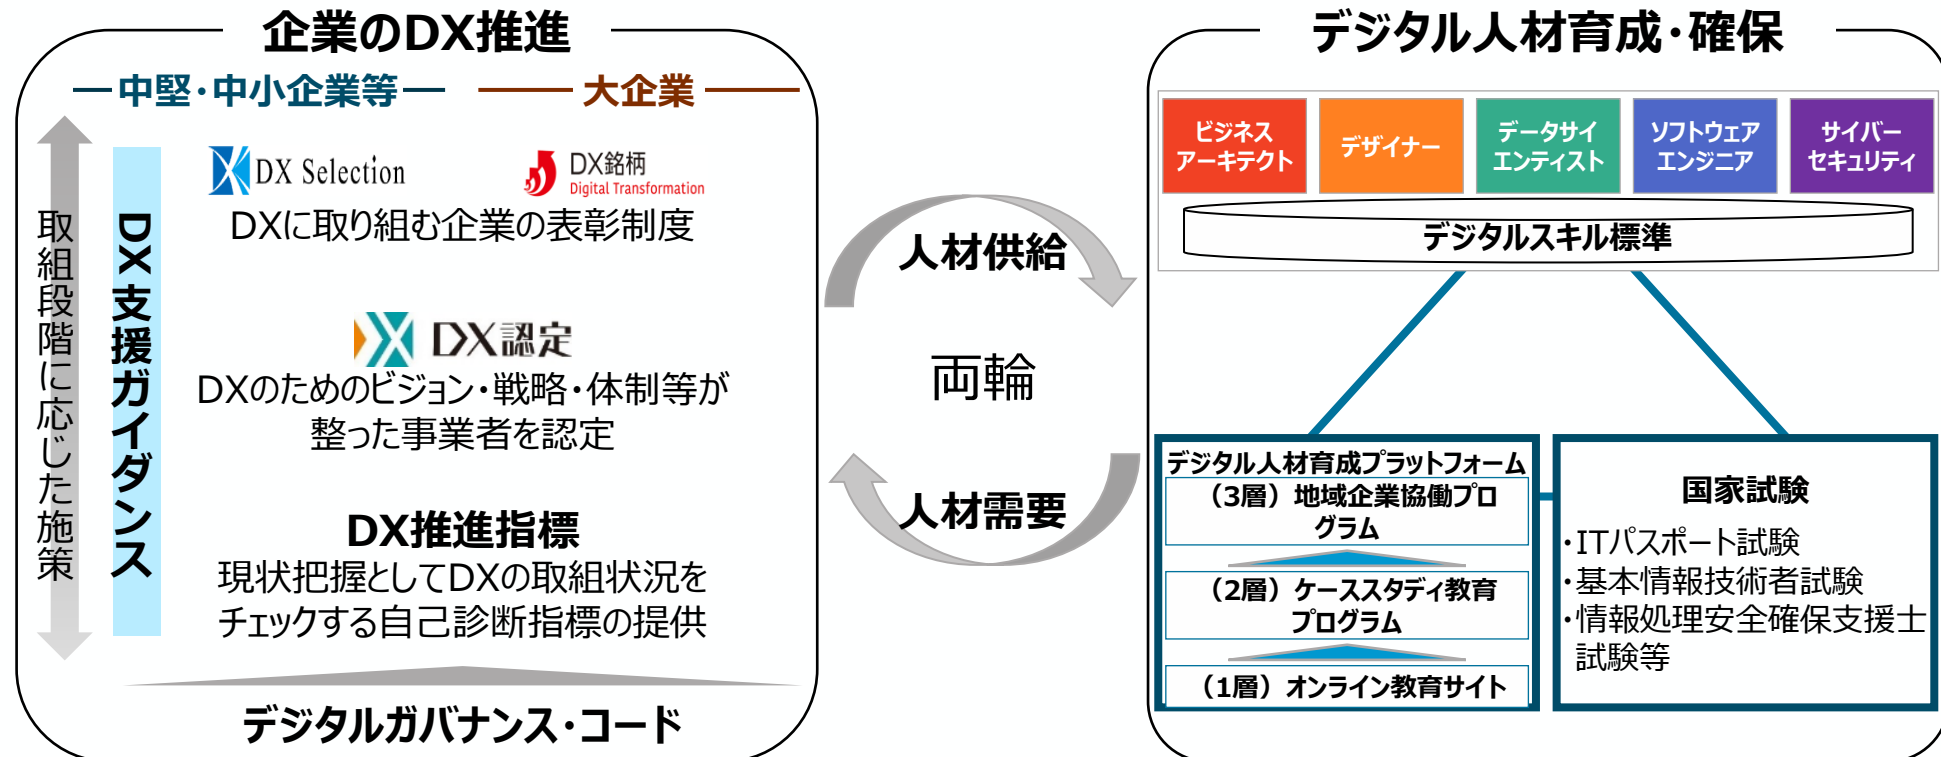 企業のDX推進
中堅・中小企業等
大企業
取組段階に応じた施策
DX支援ガイダンス
DX Selection
DX銘柄
Digital Transformation
DXに取り組む企業の表彰制度
DX認定
DXのためのビジョン・戦略・体制等が
整った事業者を認定
DX推進指標
現状把握としてDXの取組状況を
チェックする自己診断指標の提供
デジタルガバナンス・コード
人材供給
両輪
人材需要
デジタル人材育成・確保
ビジネス
アーキテクト
デザイナー
データサイ
エンティスト
ソフトウェア
エンジニア
サイバー
セキュリティ
デジタルスキル標準
デジタル人材育成プラットフォーム
（3層）地域企業協働プロ
グラム
（2層）ケーススタディ教育
プログラム
（1層）オンライン教育サイト
国家試験
・ITパスポート試験
・基本情報技術者試験
・情報処理安全確保支援士
試験等